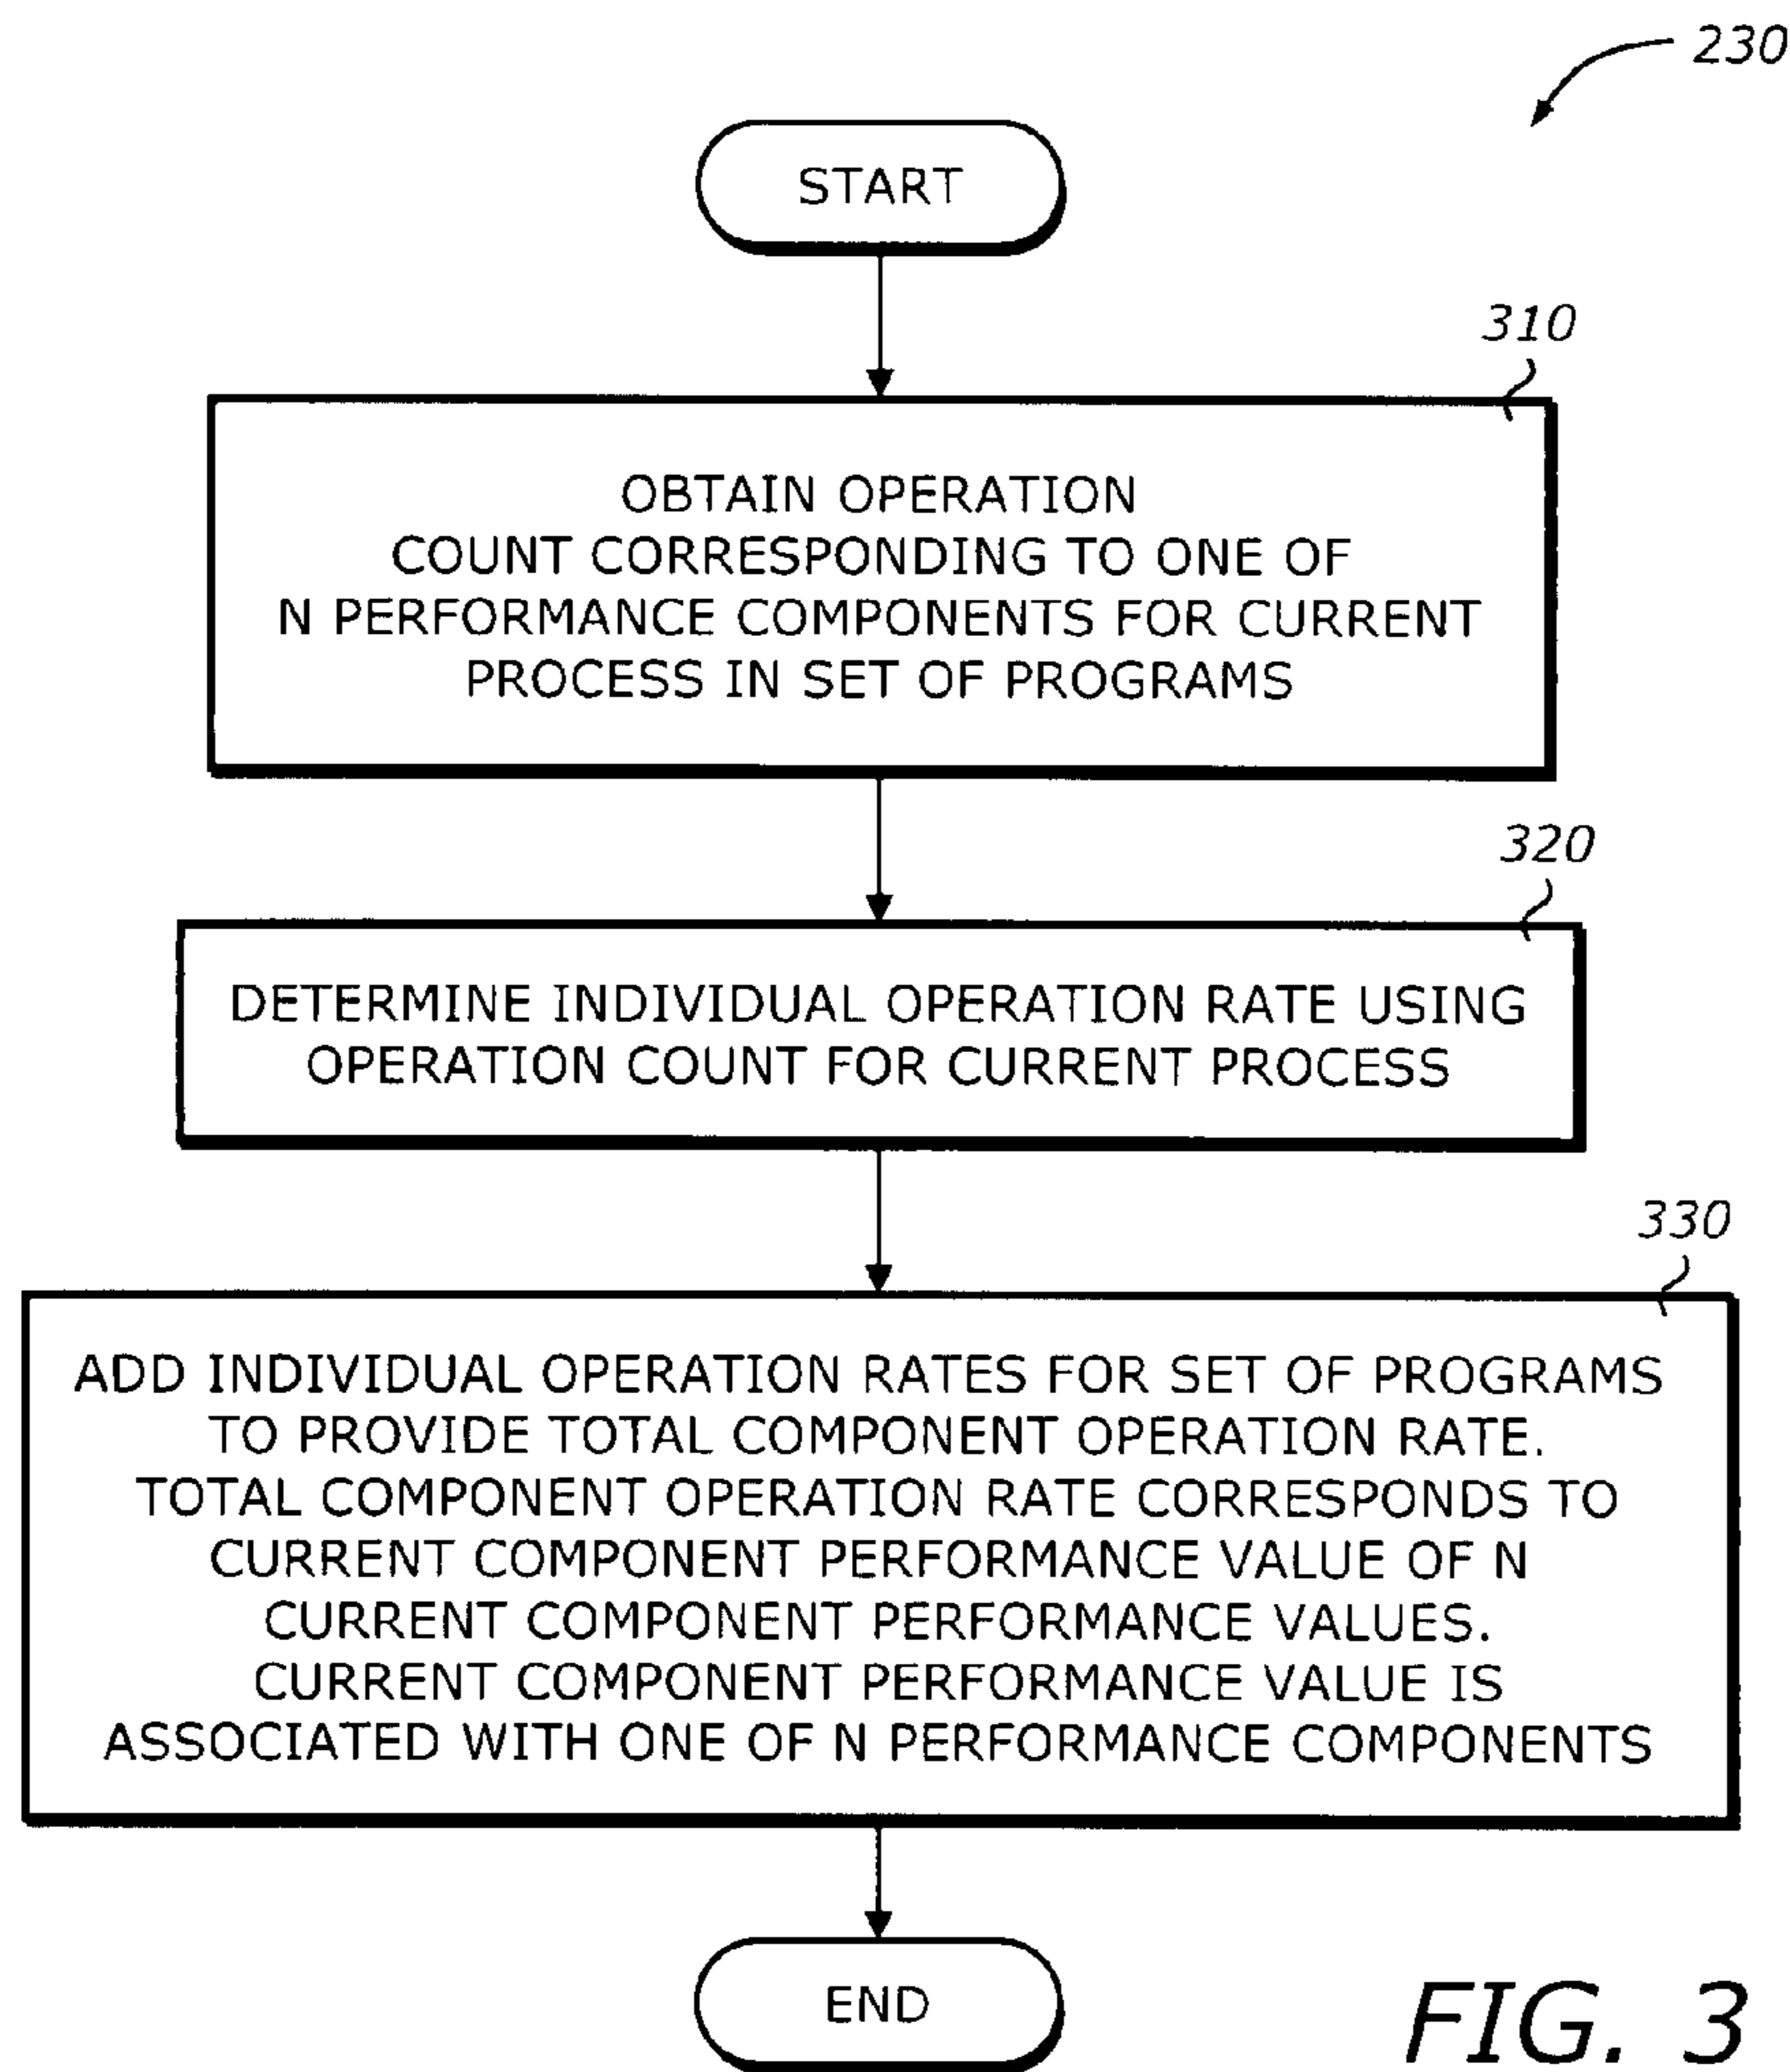 230
START
310
OBTAIN OPERATION
COUNT CORRESPONDING TO ONE OF
N PERFORMANCE COMPONENTS FOR CURRENT
PROCESS IN SET OF PROGRAMS
320
DETERMINE INDIVIDUAL OPERATION RATE USING
OPERATION COUNT FOR CURRENT PROCESS
330
ADD INDIVIDUAL OPERATION RATES FOR SET OF PROGRAMS
TO PROVIDE TOTAL COMPONENT OPERATION RATE.
TOTAL COMPONENT OPERATION RATE CORRESPONDS TO
CURRENT COMPONENT PERFORMANCE VALUE OF N
CURRENT COMPONENT PERFORMANCE VALUES.
CURRENT COMPONENT PERFORMANCE VALUE IS
ASSOCIATED WITH ONE OF N PERFORMANCE COMPONENTS
END
FIG. 3